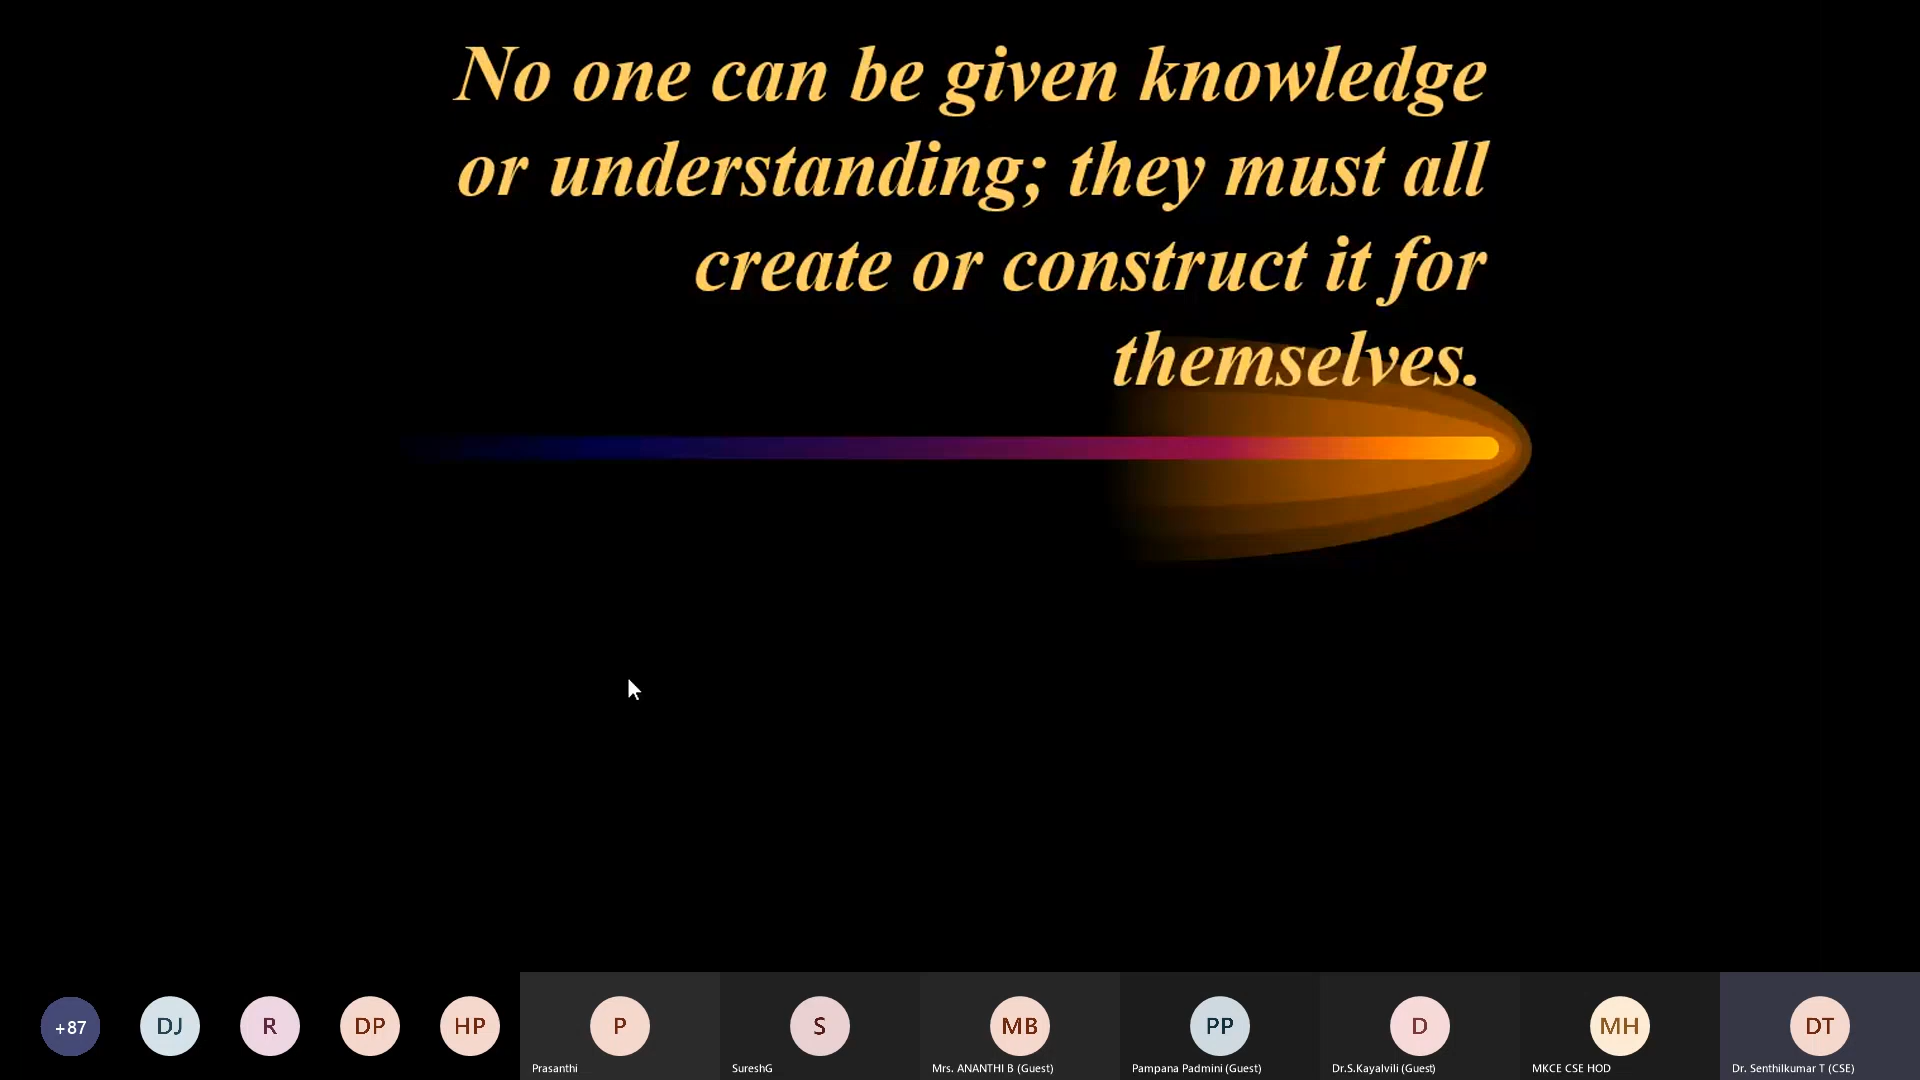 No one can be given knowledge
or understanding; they must all
create or construct it for
themselves.
+87
DJ
R
DP
HP
P
S
MB
PP
D
MH
DT
Prasanthi
SureshG
Mrs. ANANTHI B (Guest)
Pampana Padmini (Guest)
Dr.S.Kayalvili (Guest)
MKCE CSE HOD
Dr. Senthilkumar T (CSE)